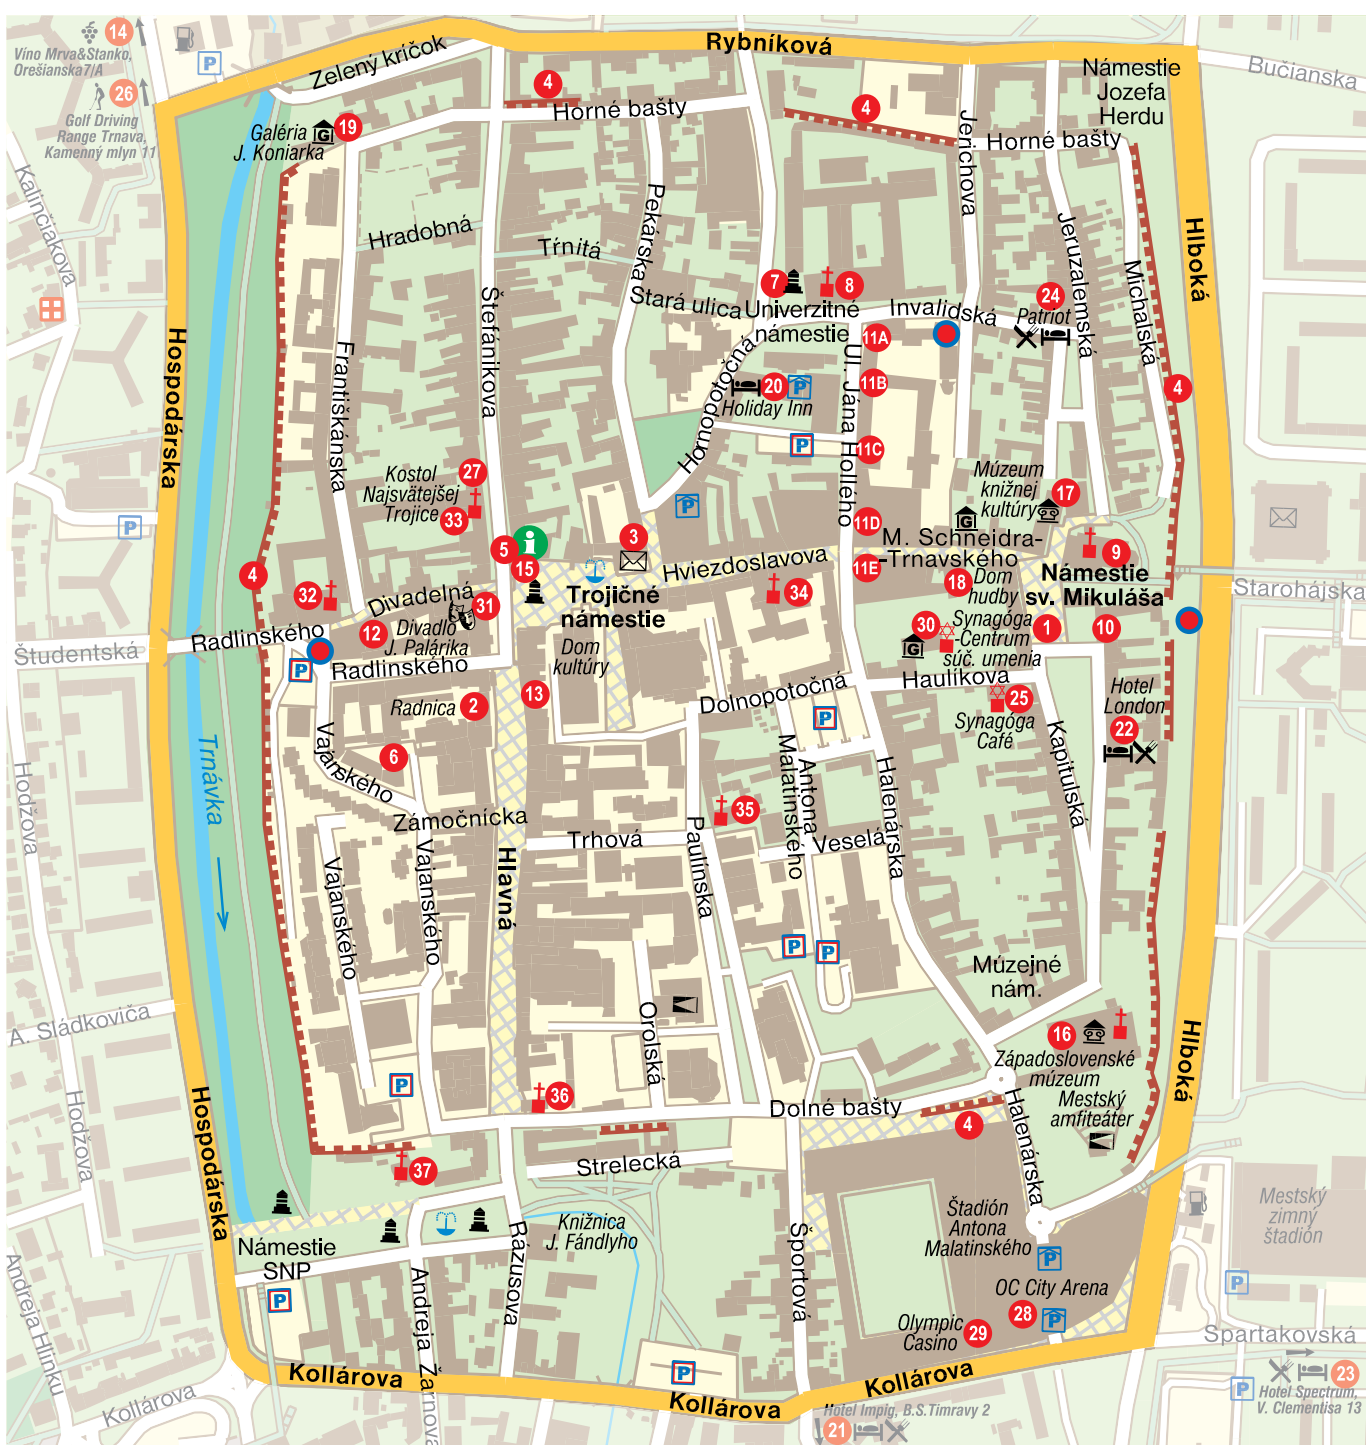 14
Víno Mrva&Stanko,
Orešianska7/A
26
Golf Driving
Range Trnava,
Kamenný mlyn 11
P
Zelený kríčok
Rybníková
Bučianska
Námestie
Jozefa
Herdu
4
Horné bašty
4
Horné bašty
Galéria
J. Koniarka
G
19
Kalinčiakova
Jerichova
Pekárska
Hradobná
Tŕnitá
Jeruzalemská
Michalská
Hlboká
Štefánikova
Stará ulica
7
8
Univerzitné
námestie
Invalidská
24
Patriot
Hospodárska
Františkánska
11A
11B
11C
11D
11E
Ul. Jána Hollého
20
P
Holiday Inn
Hornopotočná
P
4
27
Kostol
Najsvätejšej
Trojice
33
P
P
Múzeum
knižnej
kultúry
17
G
5
i
15
3
Hviezdoslavova
M. Schneidra-
-Trnavského
9
4
32
Divadelná
31
Trojičné
námestie
34
18
Dom
hudby
Námestie
sv. Mikuláša
Starohájska
Radlinského
12
Divadlo
J. Palárika
Dom
kultúry
30
G
Synagóga
Centrum
súč. umenia
1
10
Študentská
P
Radlinského
Haulíkova
Radnica
2
13
Dolnopotočná
P
25
Synagóga
Café
Hotel
London
22
Trnávka
Vajanského
6
Antona
Malatinského
Halenárska
Kapitulská
Hodžova
Zámočnícka
Hlavná
Trhová
35
Paulínska
Veselá
Vajanského
Vajanského
P
P
Múzejné
nám.
A. Sládkoviča
Orolská
Hlboká
16
Západoslovenské
múzeum
Mestský
amfiteáter
P
36
Dolné bašty
4
Halenárska
Hodžova
Hospodárska
37
Strelecká
Mestský
zimný
štadión
Štadión
Antona
Malatinského
Knižnica
J. Fándlyho
Námestie
SNP
Rázusova
Športová
P
P
OC City Arena
P
28
P
Andreja Hlinku
Andreja Žarnova
Olympic
Casino
29
Spartakovská
Kollárova
P
Kollárova
Kollárova
Kollárova
23
Hotel Spectrum,
V. Clementisa 13
P
Hotel Impig, B.S.Timravy 2
21